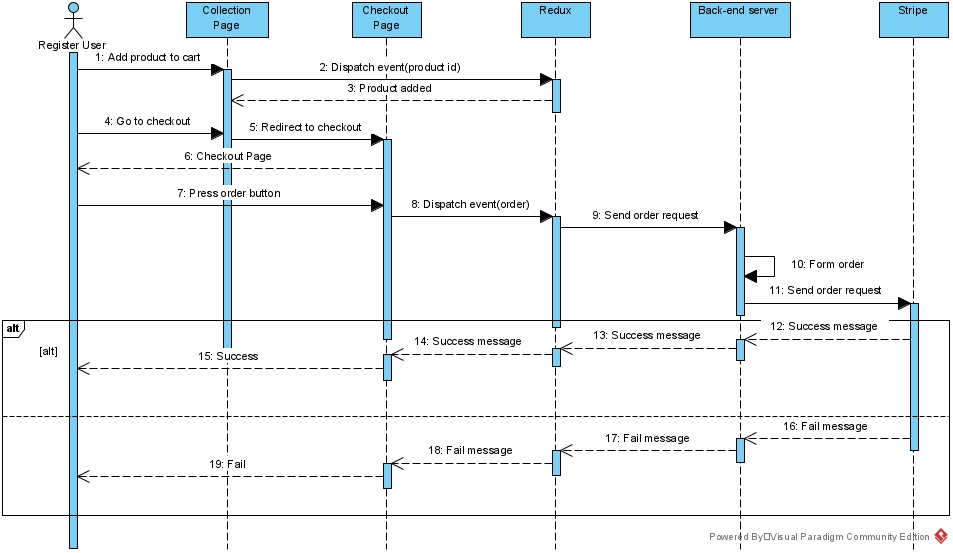 Collection
Page
Checkout
Page
Redux
Back-end server
Stripe
Register User
1: Add product to cart
2: Dispatch event(product id)
3: Product added
4: Go to checkout
5: Redirect to checkout
6: Checkout Page
7: Press order button
8: Dispatch event(order)
9: Send order request
10: Form order
11: Send order request
alt
[alt]
12: Success message
13: Success message
14: Success message
15: Success
16: Fail message
17: Fail message
18: Fail message
19: Fail
Powered By□Visual Paradigm Community Edition